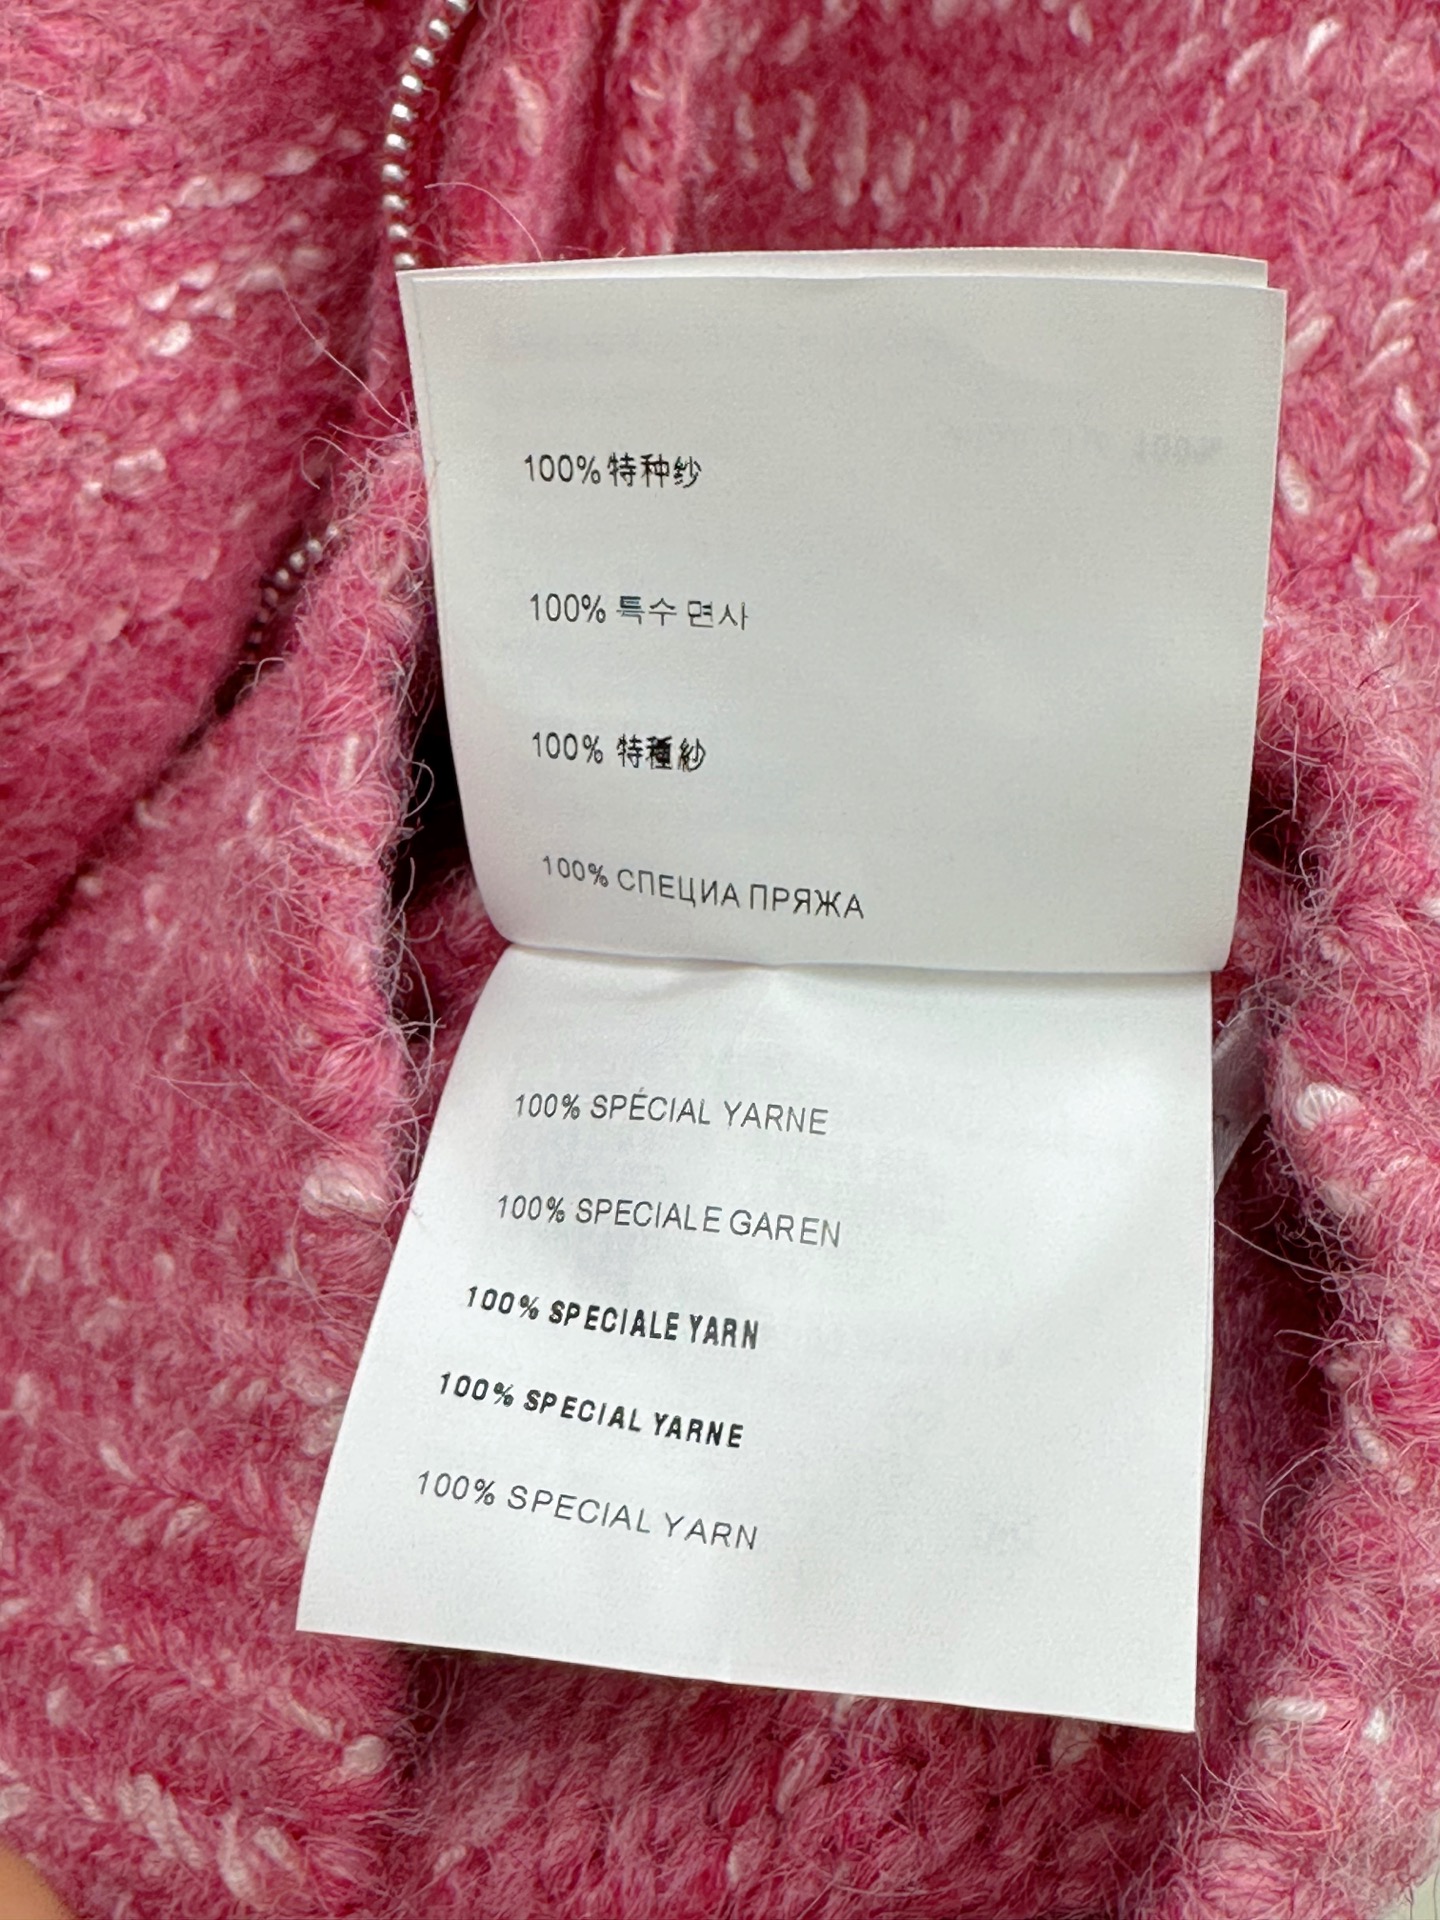 100% 特种纱
100% 특수 면사
100% 特種紗
100% СПЕЦИА ПРЯЖА
100% SPÉCIAL YARNE
100% SPECIALE GAREN
100% SPECIALE YARN
100% SPECIAL YARNE
100% SPECIAL YARN